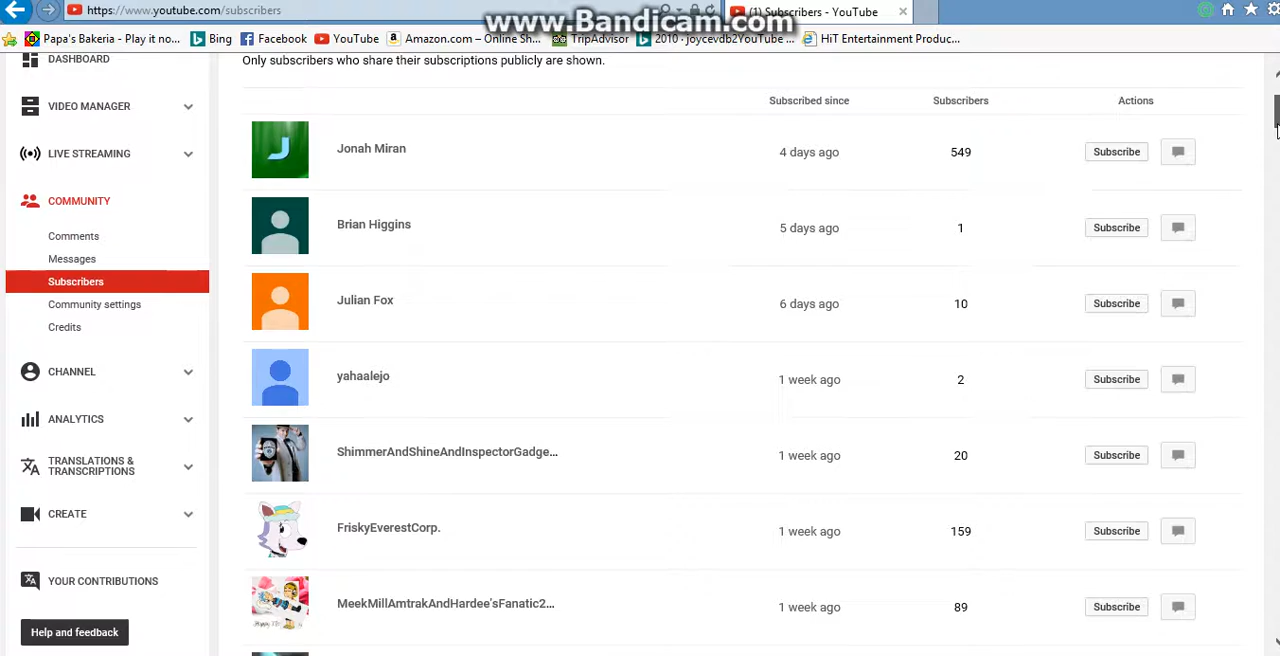 www.Bandicam.com
https://www.youtube.com/subscribers
(1) Subscribers - YouTube
Papa's Bakeria - Play it no...
Bing
Facebook
YouTube
Amazon.com – Online Sh...
TripAdvisor
2010 · joycevdb2YouTube ...
HiT Entertainment Produc...
DASHBOARD
VIDEO MANAGER
LIVE STREAMING
COMMUNITY
Comments
Messages
Subscribers
Community settings
Credits
CHANNEL
ANALYTICS
TRANSLATIONS &
TRANSCRIPTIONS
CREATE
YOUR CONTRIBUTIONS
Help and feedback
Only subscribers who share their subscriptions publicly are shown.
Subscribed since Subscribers Actions
J
Jonah Miran 4 days ago 549 Subscribe
Brian Higgins 5 days ago 1 Subscribe
Julian Fox 6 days ago 10 Subscribe
yahaalejo 1 week ago 2 Subscribe
ShimmerAndShineAndInspectorGadge... 1 week ago 20 Subscribe
FriskyEverestCorp. 1 week ago 159 Subscribe
MeekMillAmtrakAndHardee'sFanatic2... 1 week ago 89 Subscribe